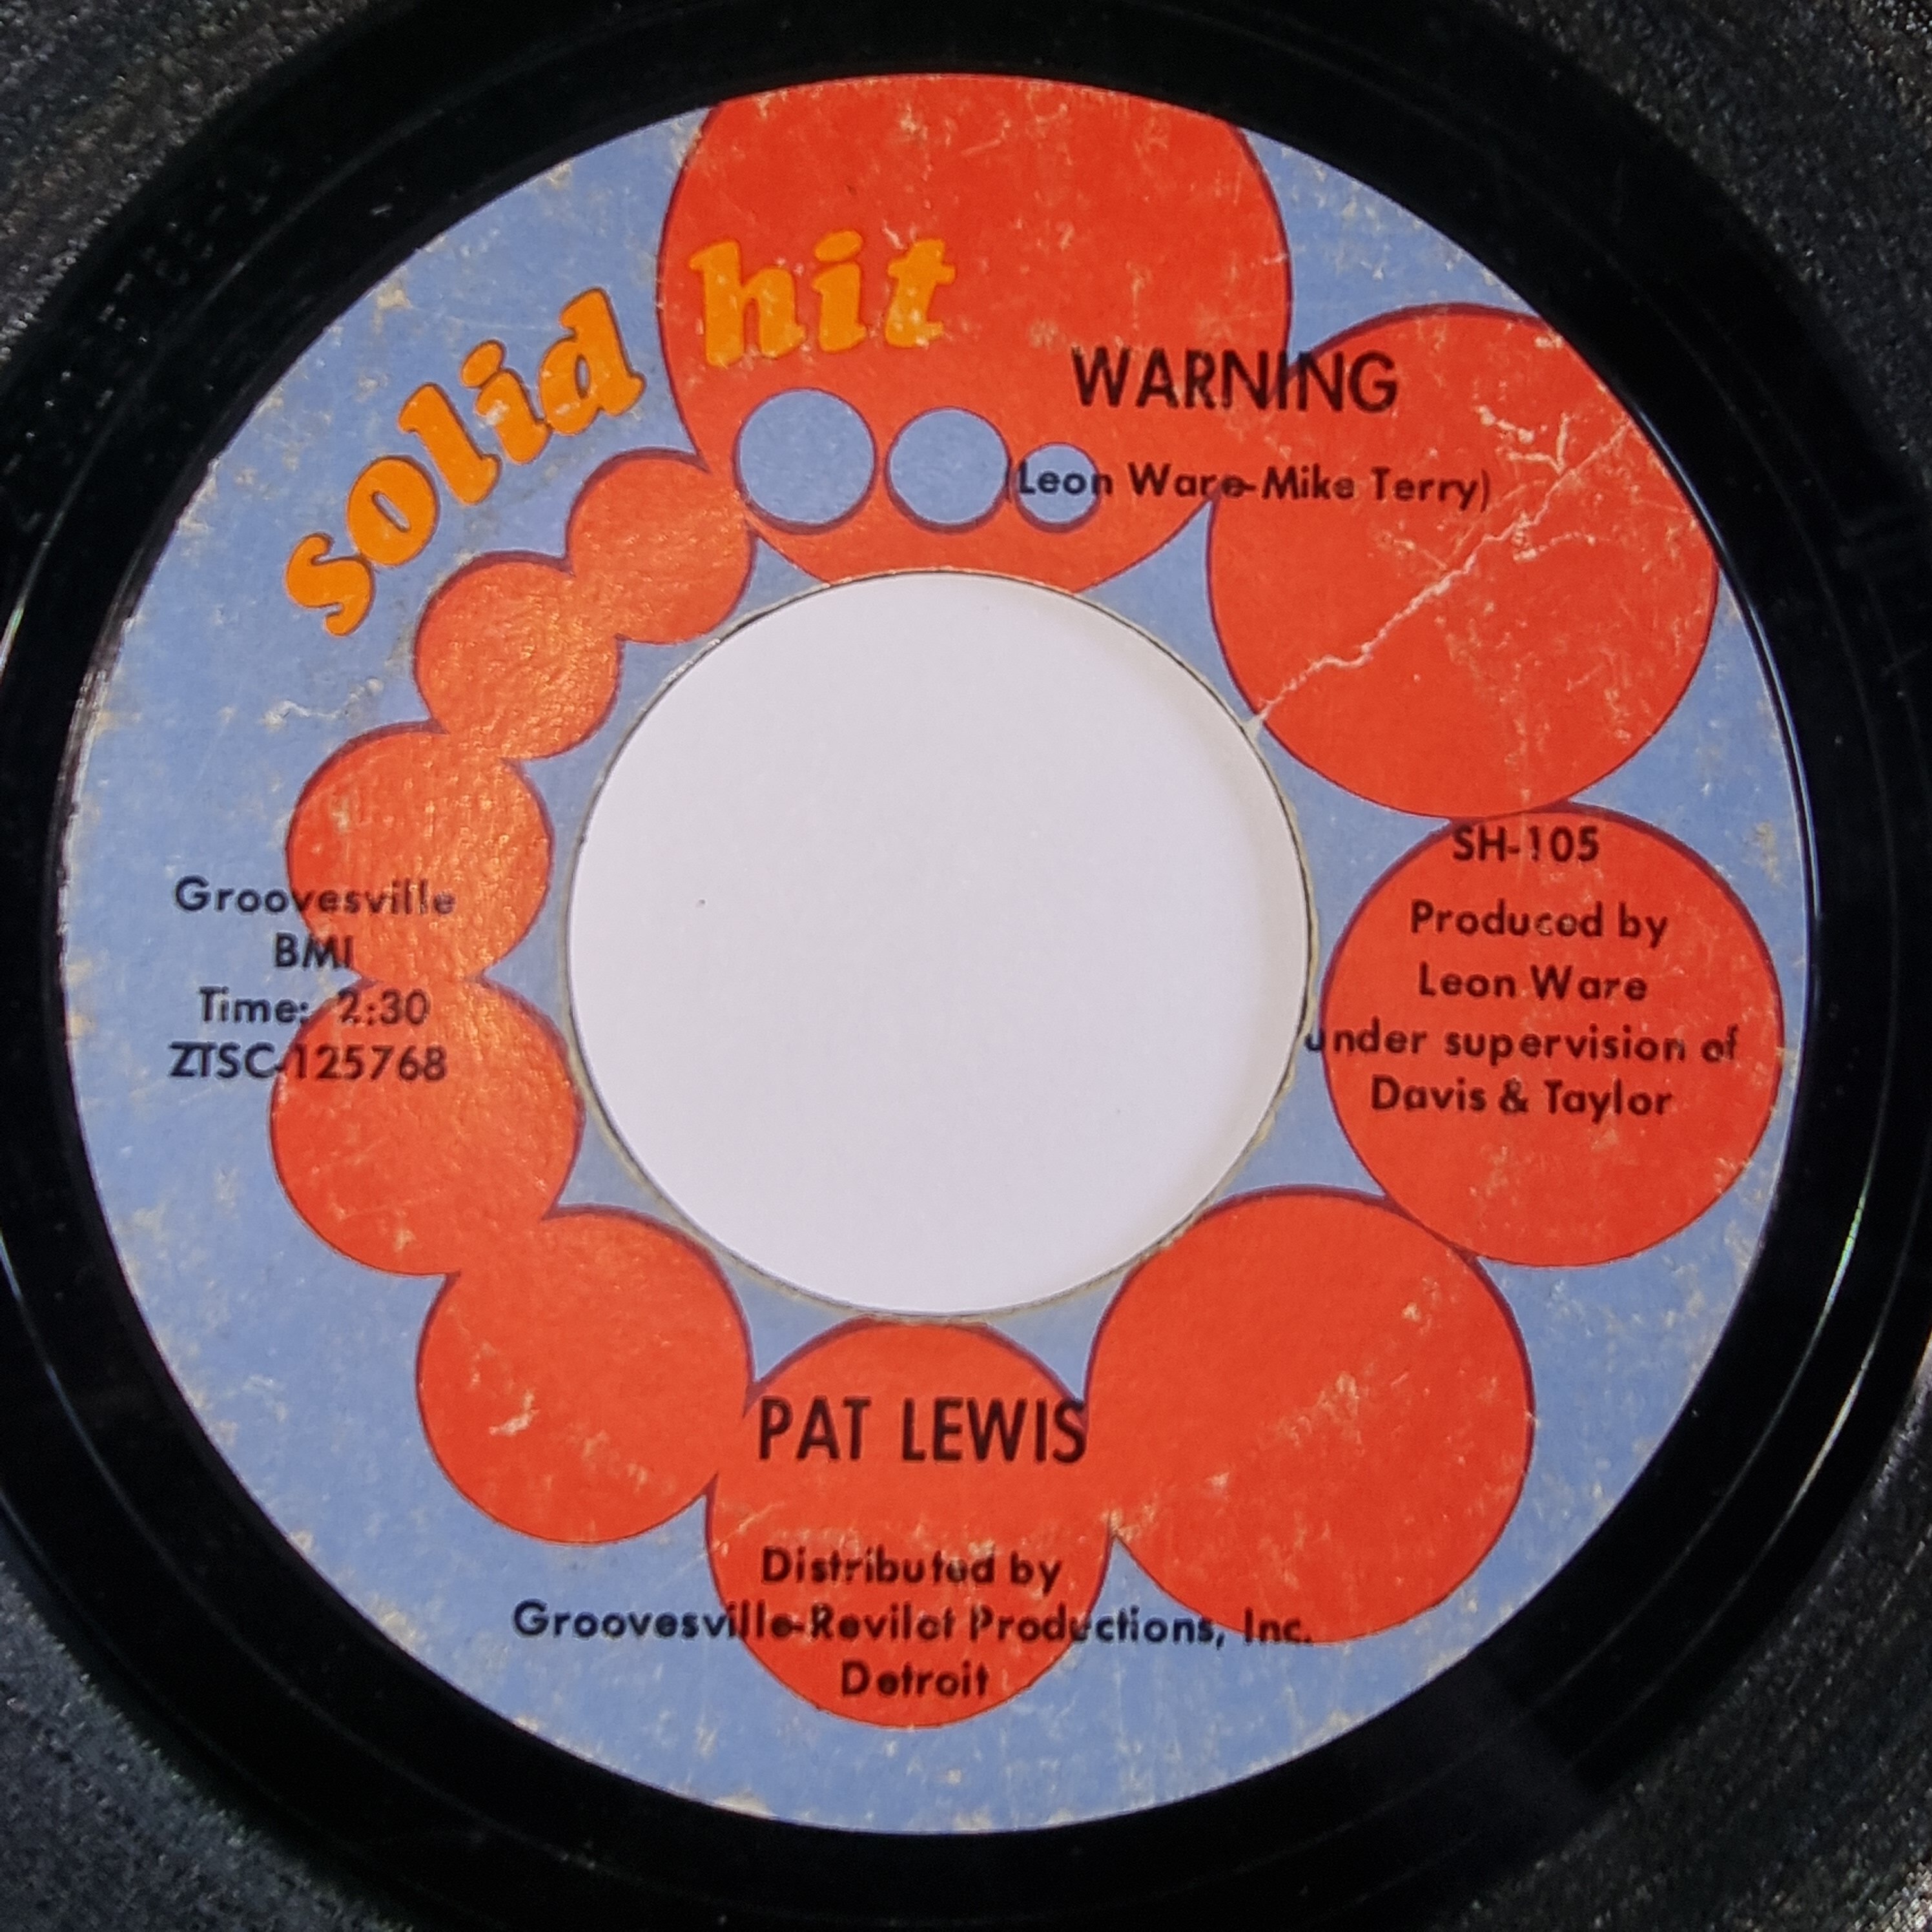 solid hit
WARNING
(Leon Ware-Mike Terry)
Groovesville
BMI
Time: 2:30
ZTSC-125768
SH-105
Produced by
Leon Ware
under supervision of
Davis & Taylor
PAT LEWIS
Distributed by
Groovesville-Revilot Productions, Inc.
Detroit